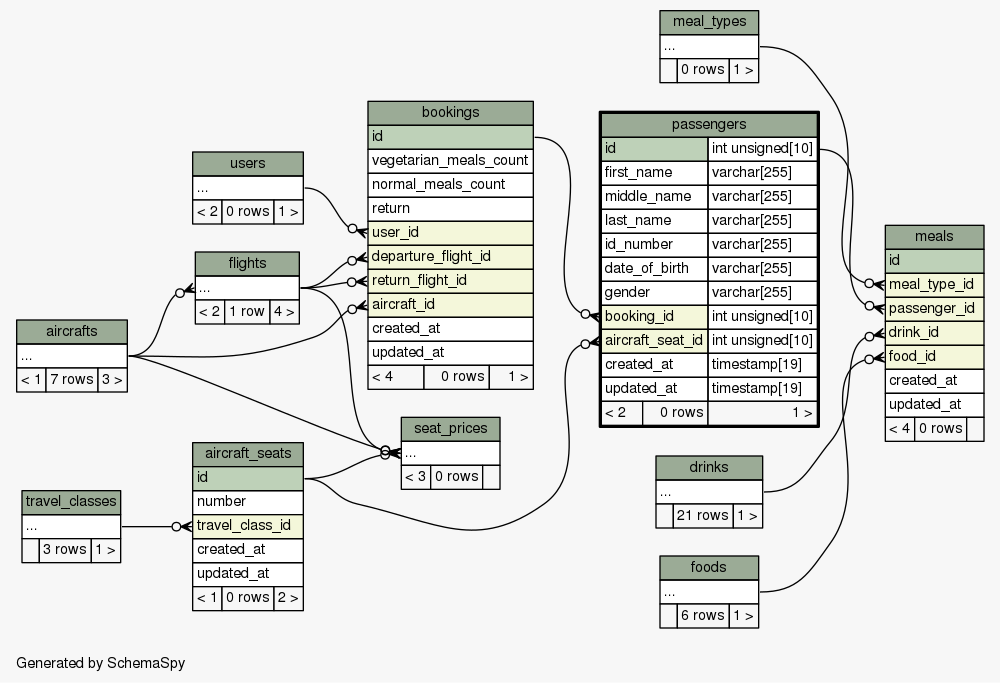 meal_types
...
0 rows 1 >
bookings
id
vegetarian_meals_count
normal_meals_count
return
user_id
departure_flight_id
return_flight_id
aircraft_id
created_at
updated_at
< 4 0 rows 1 >
passengers
id int unsigned[10]
first_name varchar[255]
middle_name varchar[255]
last_name varchar[255]
id_number varchar[255]
date_of_birth varchar[255]
gender varchar[255]
booking_id int unsigned[10]
aircraft_seat_id int unsigned[10]
created_at timestamp[19]
updated_at timestamp[19]
< 2 0 rows 1 >
users
...
< 2 0 rows 1 >
flights
...
< 2 1 row 4 >
meals
id
meal_type_id
passenger_id
drink_id
food_id
created_at
updated_at
< 4 0 rows
aircrafts
...
< 1 7 rows 3 >
seat_prices
...
< 3 0 rows
aircraft_seats
id
number
travel_class_id
created_at
updated_at
< 1 0 rows 2 >
travel_classes
...
3 rows 1 >
drinks
...
21 rows 1 >
foods
...
6 rows 1 >
Generated by SchemaSpy